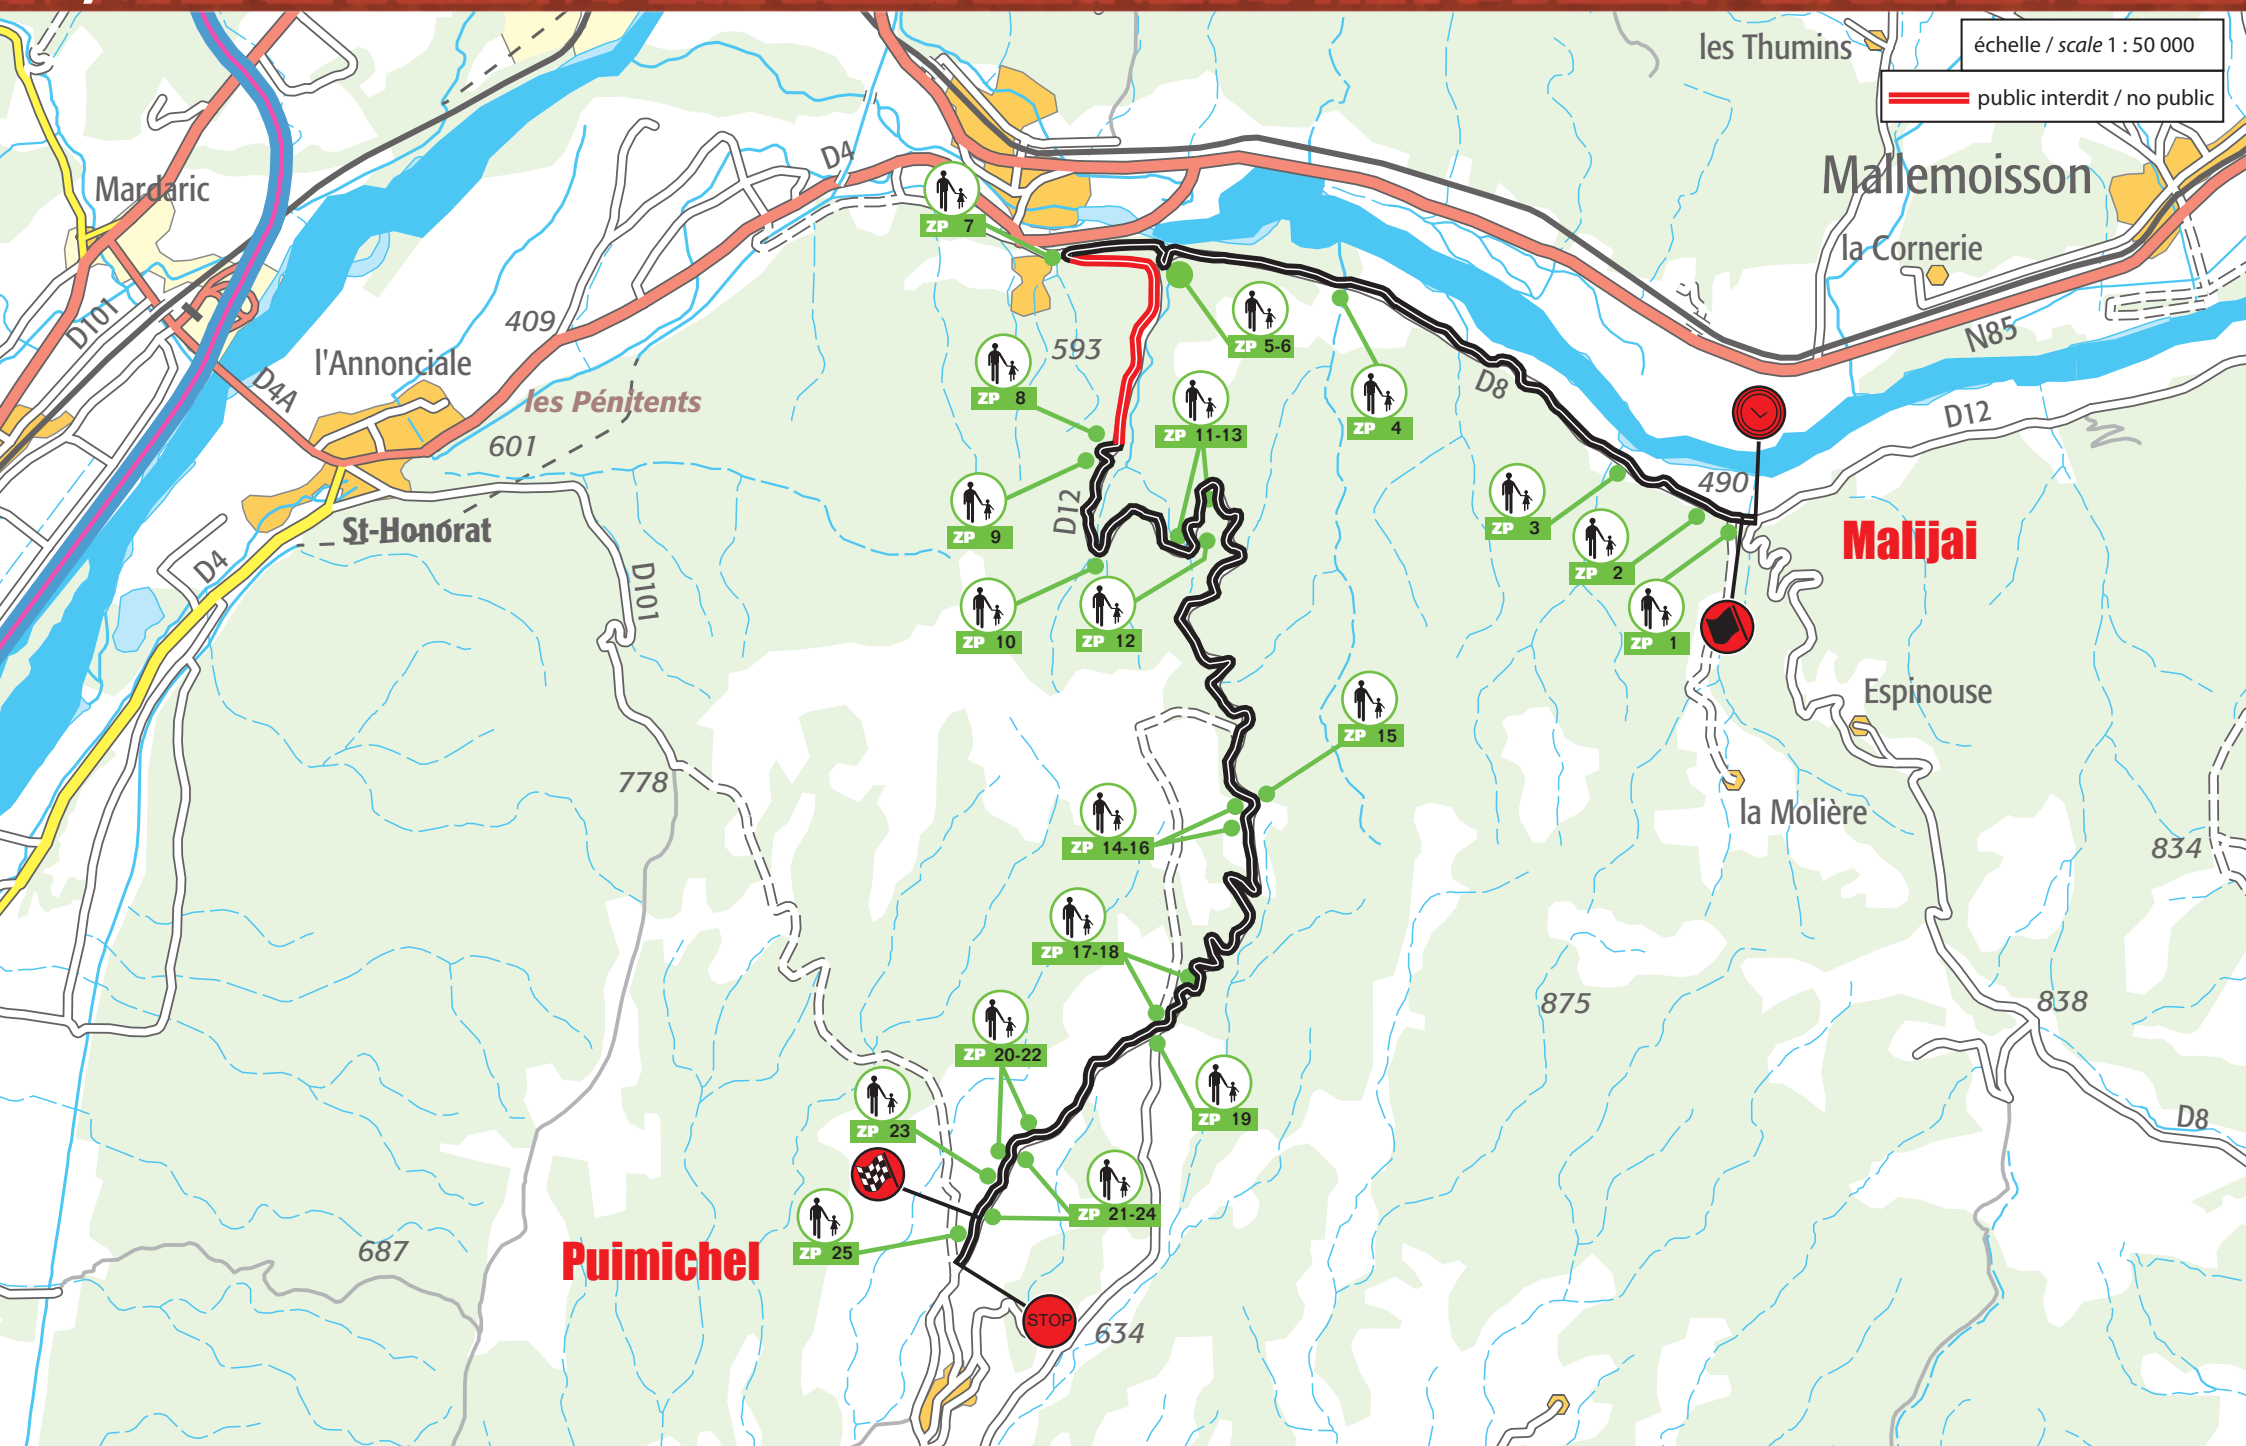 les Thumins
échelle / scale 1 : 50 000
public interdit / no public
D4
Mardaric
Mallemoisson
ZP 7
la Cornerie
D101
409
593
ZP 5-6
N85
l'Annonciale
D4A
les Pénitents
ZP 8
ZP 11-13
ZP 4
D8
D12
601
490
St-Honorat
D12
ZP 9
ZP 3
Malijai
D4
D101
ZP 2
ZP 10
ZP 12
ZP 1
Espinouse
ZP 15
778
la Molière
ZP 14-16
834
ZP 17-18
875
838
ZP 20-22
ZP 23
ZP 19
D8
ZP 21-24
687
Puimichel
ZP 25
STOP
634